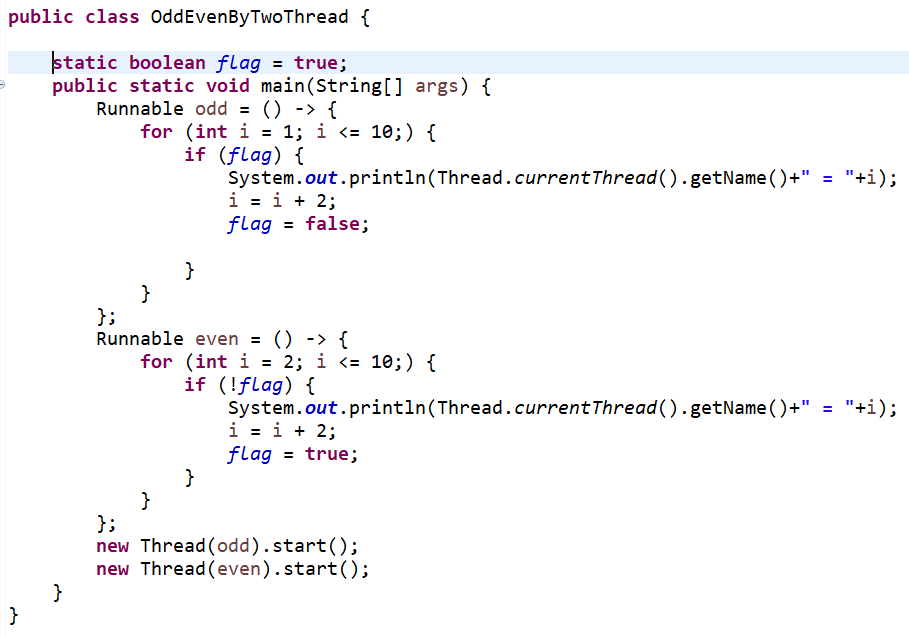 public class OddEvenByTwoThread {
static boolean flag = true;
public static void main(String[] args) {
Runnable odd = () -> {
for (int i = 1; i <= 10;) {
if (flag) {
System.out.println(Thread.currentThread().getName()+" = "+i);
i = i + 2;
flag = false;
}
}
};
Runnable even = () -> {
for (int i = 2; i <= 10;) {
if (!flag) {
System.out.println(Thread.currentThread().getName()+" = "+i);
i = i + 2;
flag = true;
}
}
};
new Thread(odd).start();
new Thread(even).start();
}
}